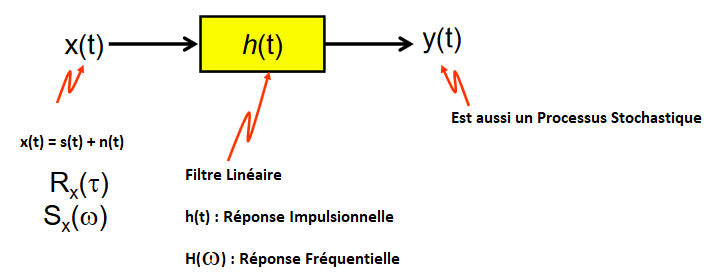 x(t) h(t) y(t)
Est aussi un Processus Stochastique
x(t) = s(t) + n(t)
Rx(τ)
Sx(ω)
Filtre Linéaire
h(t) : Réponse Impulsionnelle
H(ω) : Réponse Fréquentielle